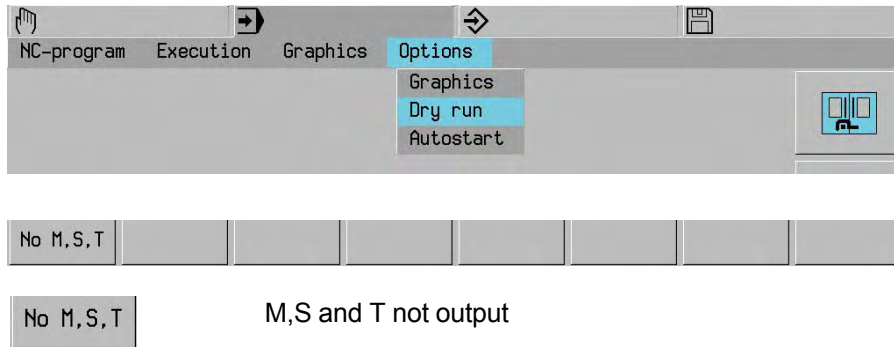 NC-program Execution Graphics Options
Graphics
Dry run
Autostart
No M,S,T
No M,S,T M,S and T not output